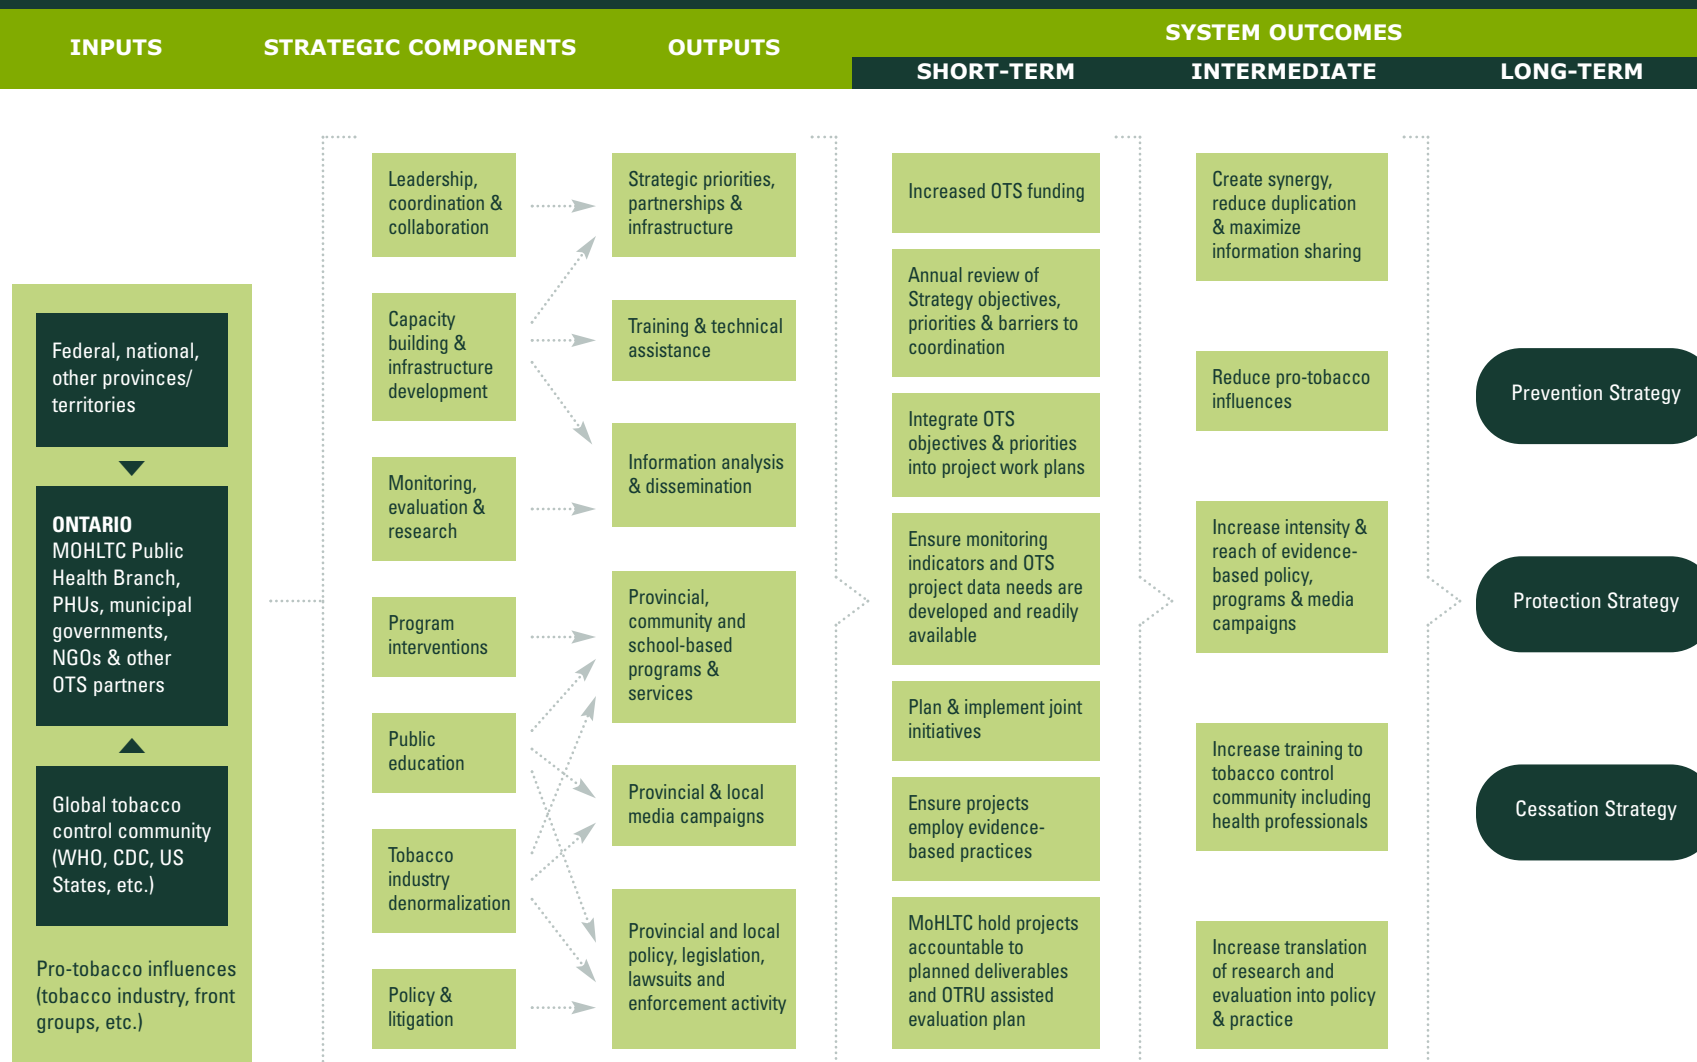 INPUTS
STRATEGIC COMPONENTS
OUTPUTS
SYSTEM OUTCOMES
SHORT-TERM
INTERMEDIATE
LONG-TERM
Federal, national,
other provinces/
territories
ONTARIO
MOHLTC Public
Health Branch,
PHUs, municipal
governments,
NGOs & other
OTS partners
Global tobacco
control community
(WHO, CDC, US
States, etc.)
Pro-tobacco influences
(tobacco industry, front
groups, etc.)
Leadership,
coordination &
collaboration
Capacity
building &
infrastructure
development
Monitoring,
evaluation &
research
Program
interventions
Public
education
Tobacco
industry
denormalization
Policy &
litigation
Strategic priorities,
partnerships &
infrastructure
Training & technical
assistance
Information analysis
& dissemination
Provincial,
community and
school-based
programs &
services
Provincial & local
media campaigns
Provincial and local
policy, legislation,
lawsuits and
enforcement activity
Increased OTS funding
Annual review of
Strategy objectives,
priorities & barriers to
coordination
Integrate OTS
objectives & priorities
into project work plans
Ensure monitoring
indicators and OTS
project data needs are
developed and readily
available
Plan & implement joint
initiatives
Ensure projects
employ evidence-
based practices
MoHLTC hold projects
accountable to
planned deliverables
and OTRU assisted
evaluation plan
Create synergy,
reduce duplication
& maximize
information sharing
Reduce pro-tobacco
influences
Increase intensity &
reach of evidence-
based policy,
programs & media
campaigns
Increase training to
tobacco control
community including
health professionals
Increase translation
of research and
evaluation into policy
& practice
Prevention Strategy
Protection Strategy
Cessation Strategy